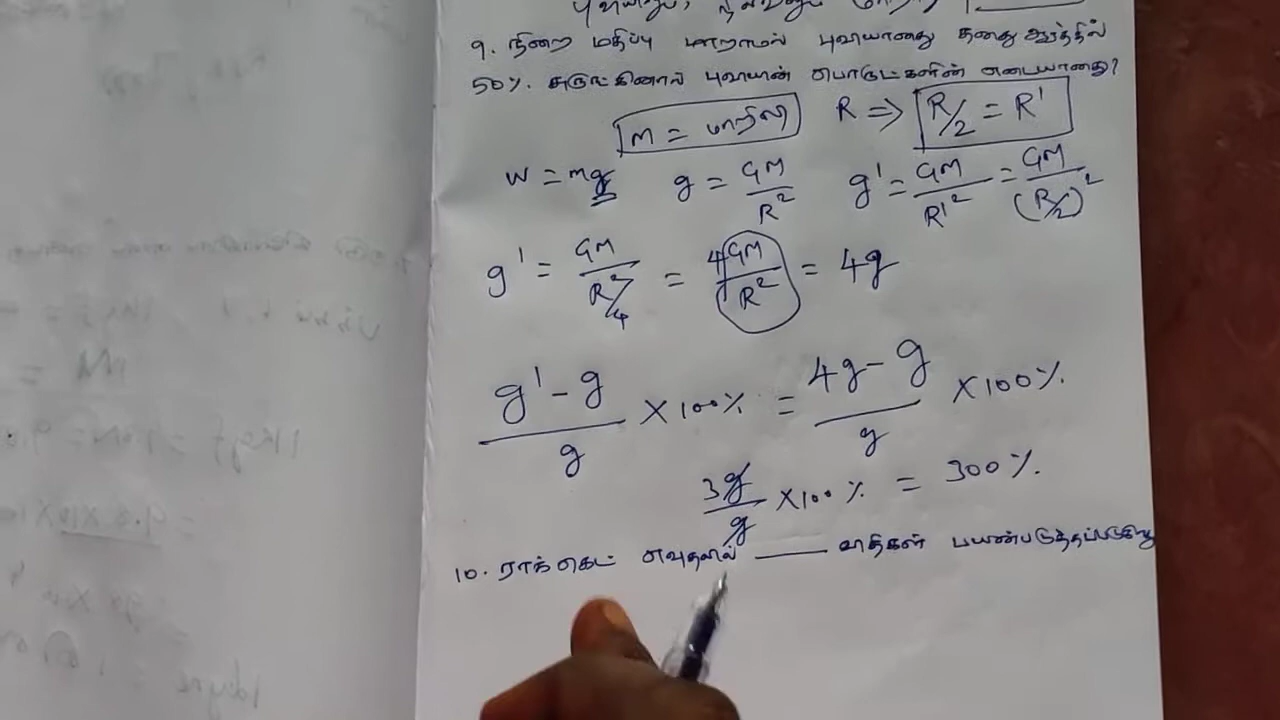 9. நிறை மதிப்பு மாறாமல் புவியானது தனது ஆரத்தில்
50%. சுருங்கினால் புவியின் பொருட்களின் எடையானது?
m = மாறிலி R ⇒ R/2 = R'
W = mg g = GM/R² g' = GM/R'² = GM/(R/2)²
g' = GM/R²/4 = 4GM/R² = 4g
g' - g/g × 100% = 4g - g/g × 100%.
3g/g × 100% = 300%.
10. ராக்கெட் ஏவுதலில் ____ விதிகள் பயன்படுத்தப்படுகிறது